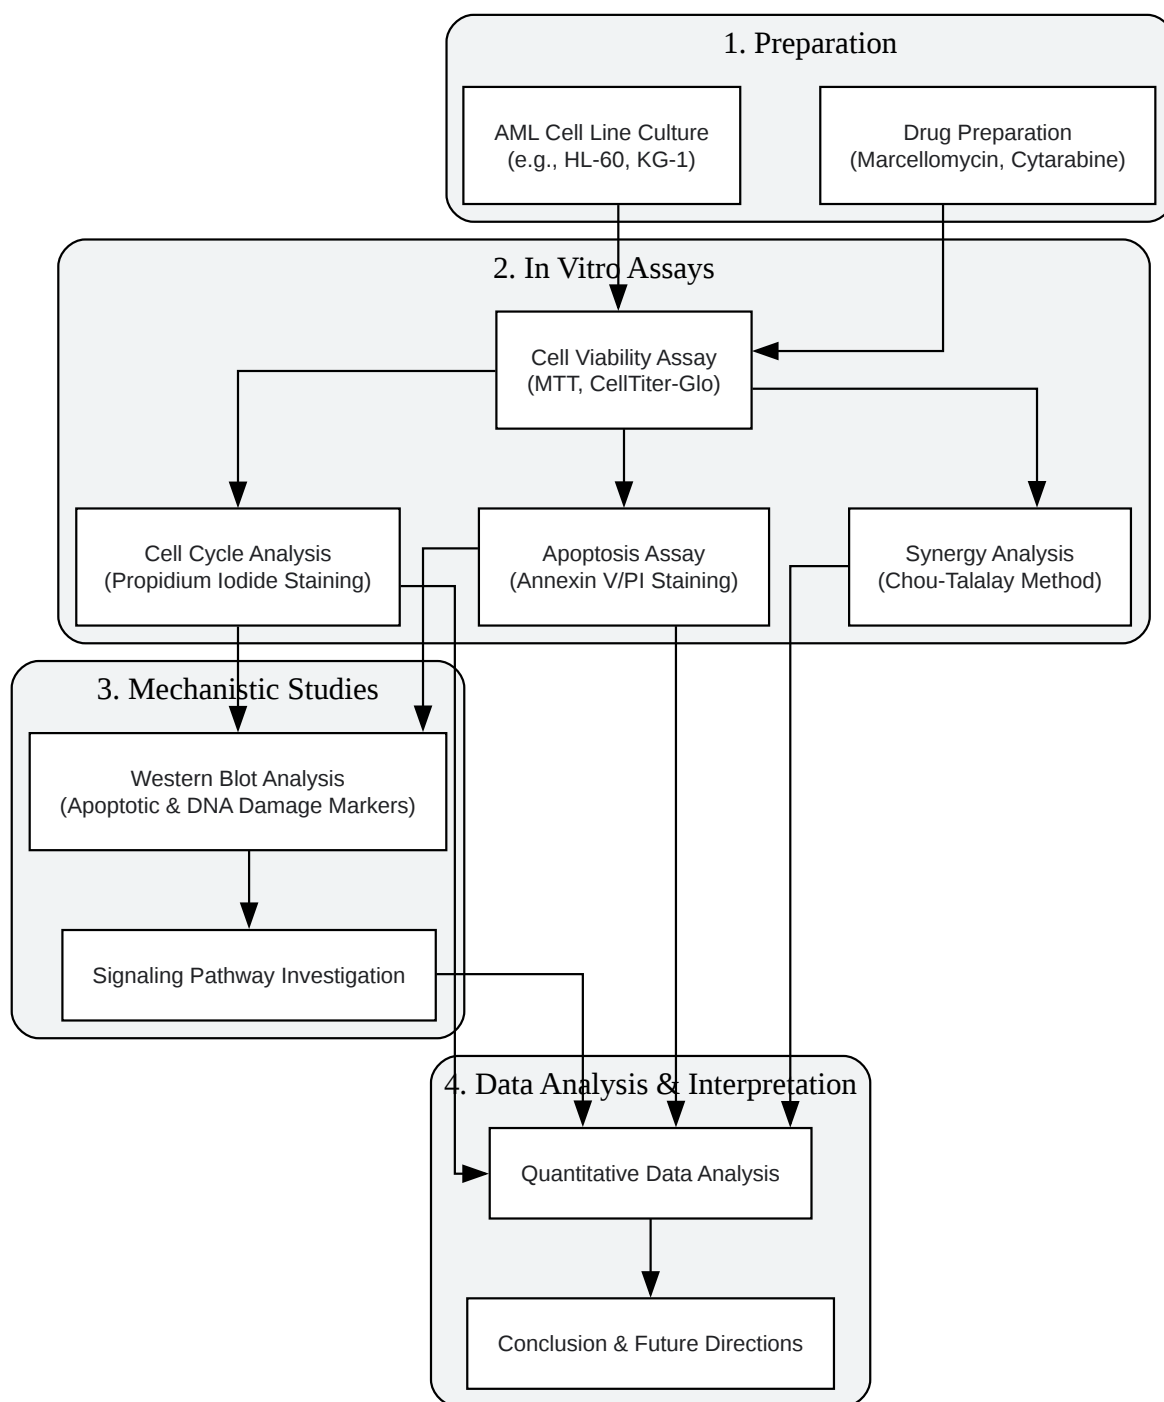 1. Preparation
AML Cell Line Culture
(e.g., HL-60, KG-1)
Drug Preparation
(Marcellomycin, Cytarabine)
2. In Vitro Assays
Cell Viability Assay
(MTT, CellTiter-Glo)
Cell Cycle Analysis
(Propidium Iodide Staining)
Apoptosis Assay
(Annexin V/PI Staining)
Synergy Analysis
(Chou-Talalay Method)
3. Mechanistic Studies
Western Blot Analysis
(Apoptotic & DNA Damage Markers)
Signaling Pathway Investigation
4. Data Analysis & Interpretation
Quantitative Data Analysis
Conclusion & Future Directions